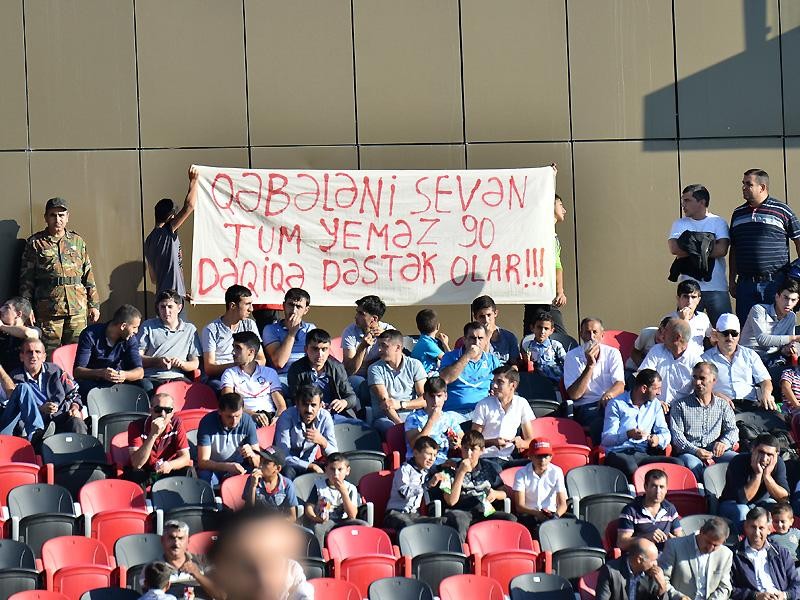 QƏBƏLƏNİ SEVƏN
TUM YEMƏZ 90
DƏQİQƏ DƏSTƏK OLAR!!!